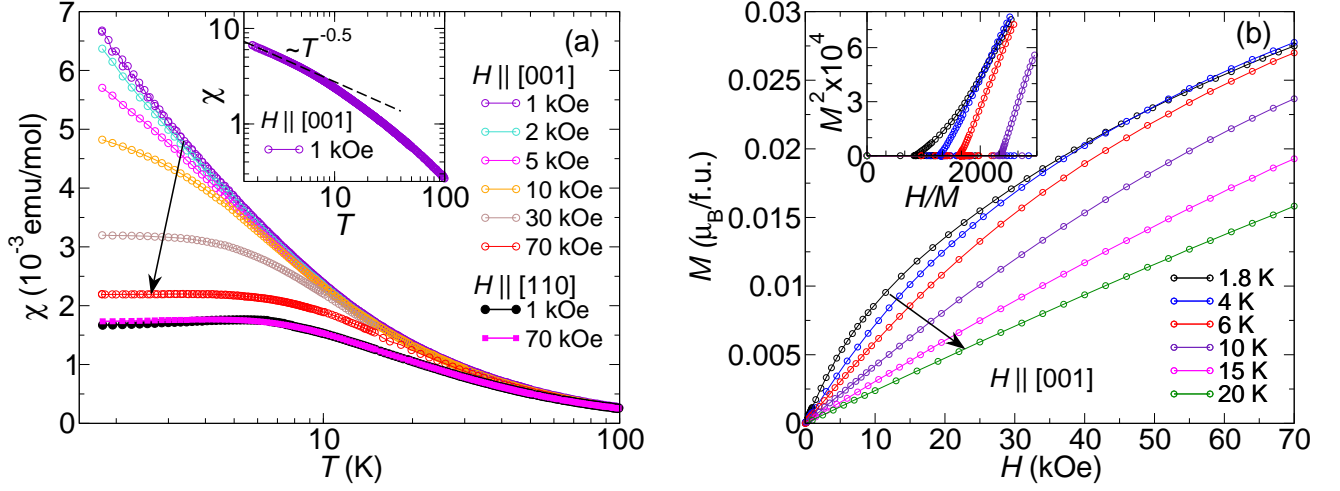 (a)
χ (10⁻³emu/mol)
7
6
5
4
3
2
1
0
10
100
T (K)
χ
10
1
10
100
T
~T⁻⁰·⁵
H || [001]
1 kOe
H || [001]
1 kOe
2 kOe
5 kOe
10 kOe
30 kOe
70 kOe
H || [110]
1 kOe
70 kOe
(b)
M (μB/f.u.)
0.03
0.025
0.02
0.015
0.01
0.005
0
0
10
20
30
40
50
60
70
H (kOe)
M²x10⁴
6
4
2
0
0
2000
H/M
H || [001]
1.8 K
4 K
6 K
10 K
15 K
20 K